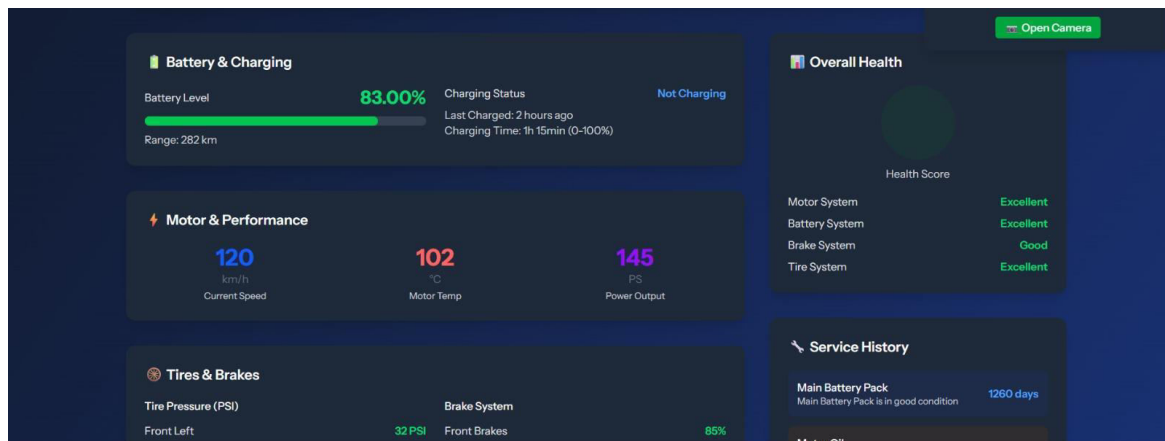 Open Camera
Battery & Charging
Battery Level 83.00%
Range: 282 km
Charging Status Not Charging
Last Charged: 2 hours ago
Charging Time: 1h 15min (0-100%)
Overall Health
Health Score
Motor System Excellent
Battery System Excellent
Brake System Good
Tire System Excellent
Motor & Performance
120 102 145
km/h °C PS
Current Speed Motor Temp Power Output
Service History
Main Battery Pack 1260 days
Main Battery Pack is in good condition
Tires & Brakes
Tire Pressure (PSI) Brake System
Front Left 32 PSI Front Brakes 85%